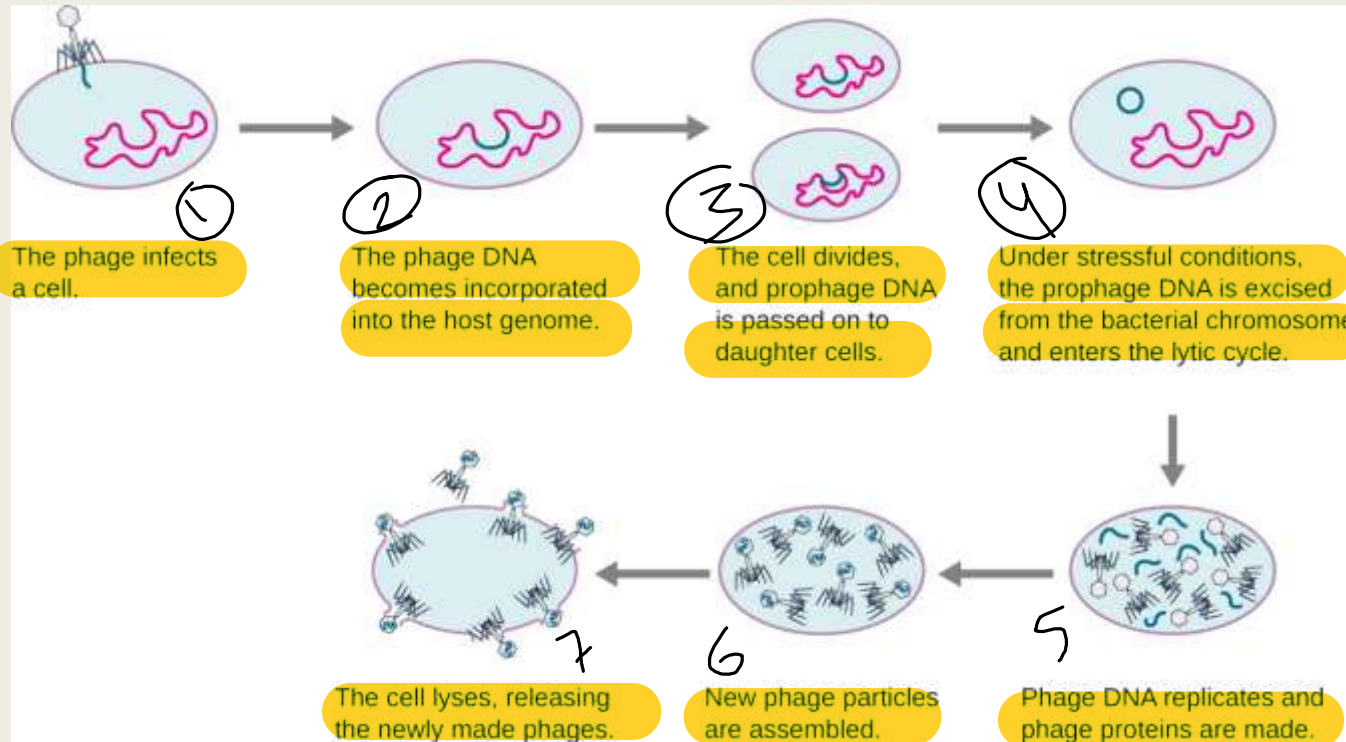 1
The phage infects
a cell.
2
The phage DNA
becomes incorporated
into the host genome.
3
The cell divides,
and prophage DNA
is passed on to
daughter cells.
4
Under stressful conditions,
the prophage DNA is excised
from the bacterial chromosome
and enters the lytic cycle.
5
Phage DNA replicates and
phage proteins are made.
6
New phage particles
are assembled.
7
The cell lyses, releasing
the newly made phages.